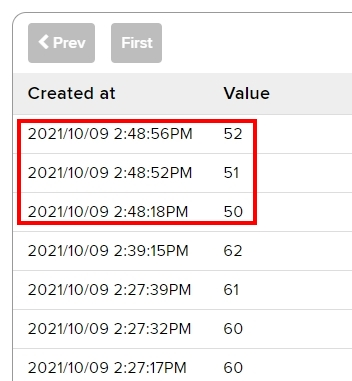 Prev First
Created at Value
2021/10/09 2:48:56PM 52
2021/10/09 2:48:52PM 51
2021/10/09 2:48:18PM 50
2021/10/09 2:39:15PM 62
2021/10/09 2:27:39PM 61
2021/10/09 2:27:32PM 60
2021/10/09 2:27:17PM 60